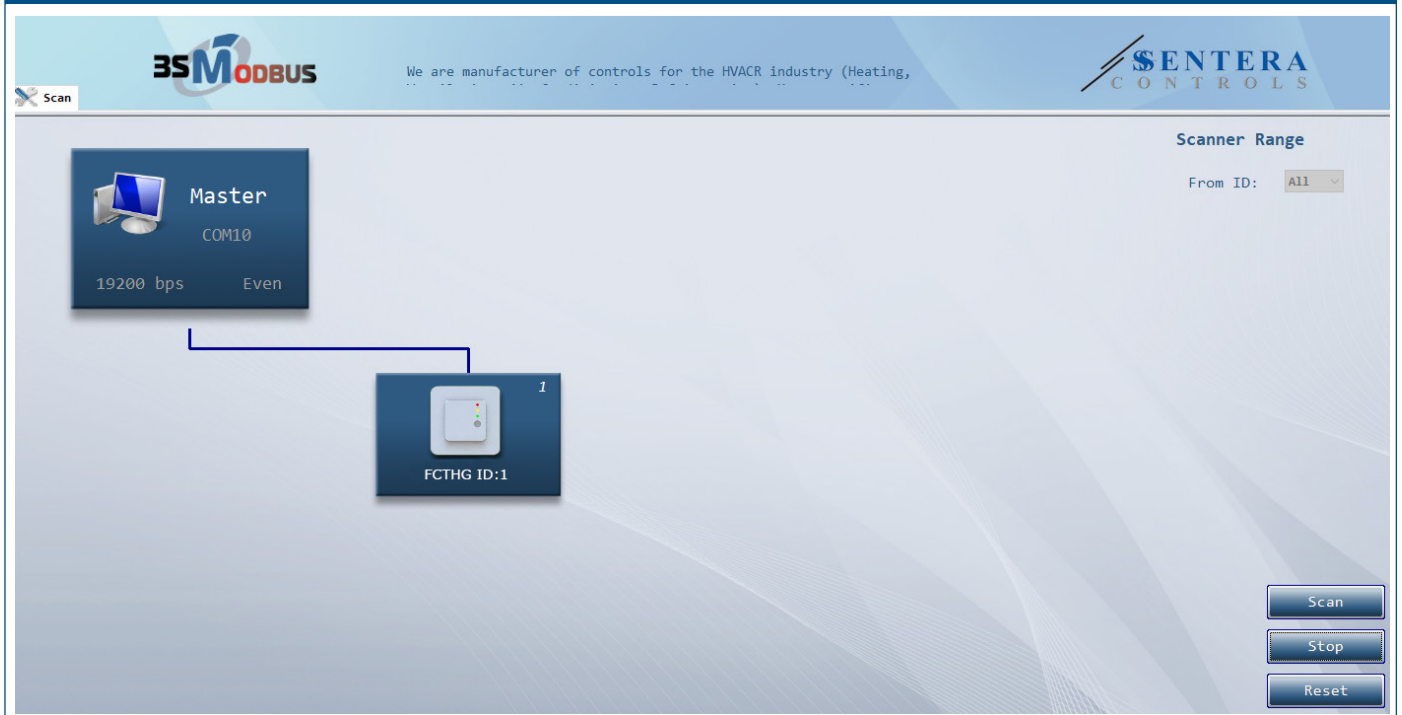 3SMODBUS
We are manufacturer of controls for the HVACR industry (Heating,
SENTERA
CONTROLS
Scan
Scanner Range
From ID: All
Master
COM10
19200 bps Even
1
FCTHG ID:1
Scan
Stop
Reset